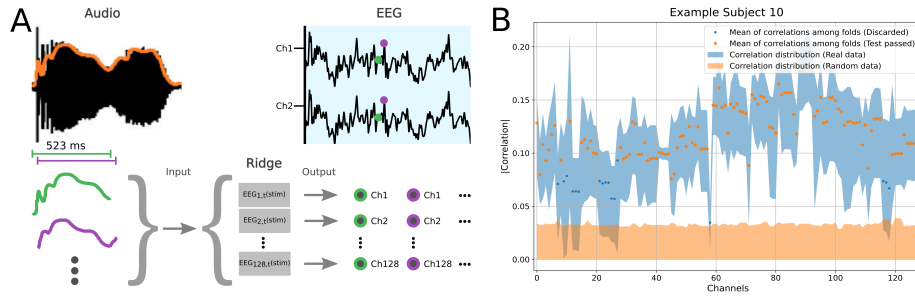 A
Audio
EEG
Ch1
Ch2
523 ms
Input
Ridge
Output
EEG1,t(stim)
EEG2,t(stim)
EEG128,t(stim)
Ch1
Ch1
Ch2
Ch2
Ch128
Ch128
B
Example Subject 10
Mean of correlations among folds (Discarded)
Mean of correlations among folds (Test passed)
Correlation distribution (Real data)
Correlation distribution (Random data)
|Correlation|
0.20
0.15
0.10
0.05
0.00
0
20
40
60
80
100
120
Channels